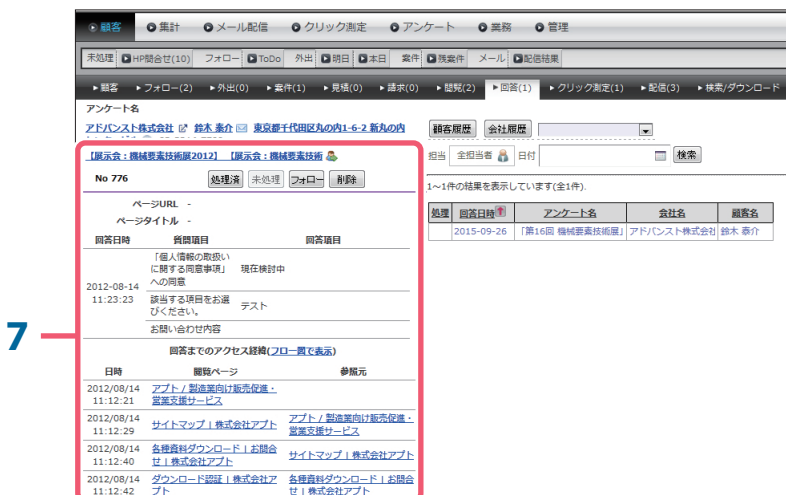 顧客 集計 メール配信 クリック測定 アンケート 業務 管理
未処理 HP問合せ(10) フォロー ToDo 外出 明日 本日 案件 残案件 メール 配信結果
顧客 フォロー(2) 外出(0) 案件(1) 見積(0) 請求(0) 閲覧(2) 回答(1) クリック測定(1) 配信(3) 検索/ダウンロード
アンケート名
アドバンスト株式会社 鈴木 泰介 東京都千代田区丸の内1-6-2 新丸の内
顧客履歴 会社履歴
【展示会：機械要素技術展2012】 【展示会：機械要素技術
担当 全担当者 日付 検索
No 776 処理済 未処理 フォロー 削除
1～1件の結果を表示しています(全1件).
ページURL -
ページタイトル -
処理 回答日時 アンケート名 会社名 顧客名
2015-09-26 「第16回 機械要素技術展」 アドバンスト株式会社 鈴木 泰介
回答日時 質問項目 回答項目
2012-08-14
11:23:23
「個人情報の取扱い
に関する同意事項」
への同意
現在検討中
該当する項目をお選
びください。
テスト
お問い合わせ内容
7
回答までのアクセス経緯(フロー図で表示)
日時 閲覧ページ 参照元
2012/08/14
11:12:21
アプト / 製造業向け販売促進・
営業支援サービス
2012/08/14
11:12:29
サイトマップ | 株式会社アプト
アプト / 製造業向け販売促進・
営業支援サービス
2012/08/14
11:12:40
各種資料ダウンロード | お問合
せ | 株式会社アプト
サイトマップ | 株式会社アプト
2012/08/14
11:12:42
ダウンロード認証 | 株式会社ア
プト
各種資料ダウンロード | お問合
せ | 株式会社アプト